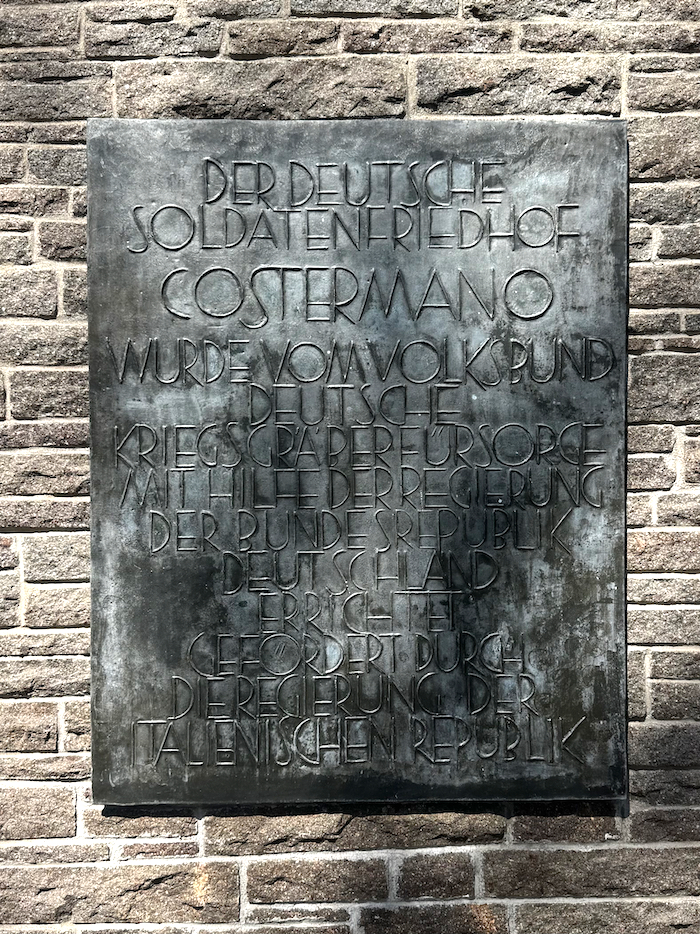 DER DEUTSCHE
SOLDATENFRIEDHOF
COSTERMANO
WURDE VOM VOLKSBUND
DEUTSCHE
KRIEGSGRÄBERFÜRSORGE
MIT HILFE DER REGIERUNG
DER BUNDESREPUBLIK
DEUTSCHLAND
ERRICHTET
GEFÖRDERT DURCH
DIE REGIERUNG DER
ITALIENISCHEN REPUBLIK